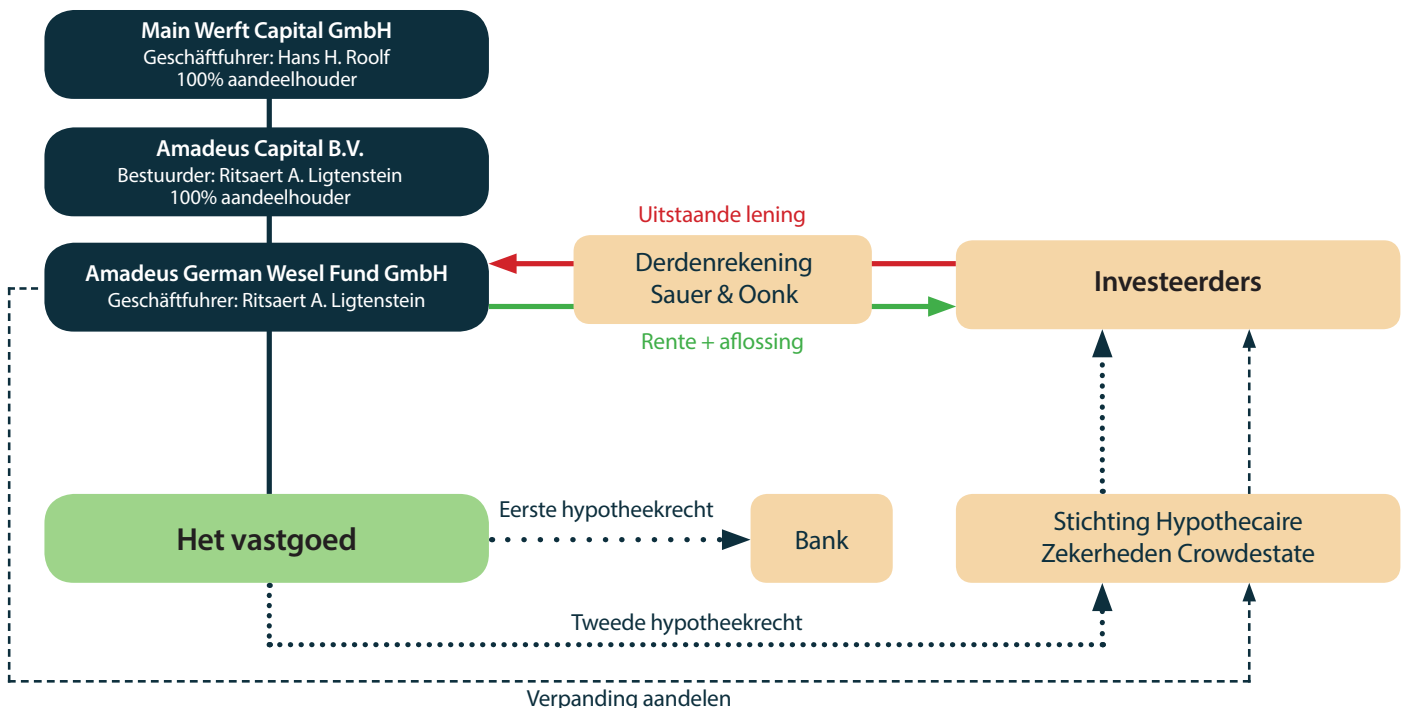 Main Werft Capital GmbH
Geschäftfuhrer: Hans H. Roolf
100% aandeelhouder
Amadeus Capital B.V.
Bestuurder: Ritsaert A. Ligtenstein
100% aandeelhouder
Amadeus German Wesel Fund GmbH
Geschäftfuhrer: Ritsaert A. Ligtenstein
Uitstaande lening
Derdenrekening
Sauer & Oonk
Rente + aflossing
Investeerders
Het vastgoed
Eerste hypotheekrecht
Bank
Stichting Hypothecaire
Zekerheden Crowdestate
Tweede hypotheekrecht
Verpanding aandelen